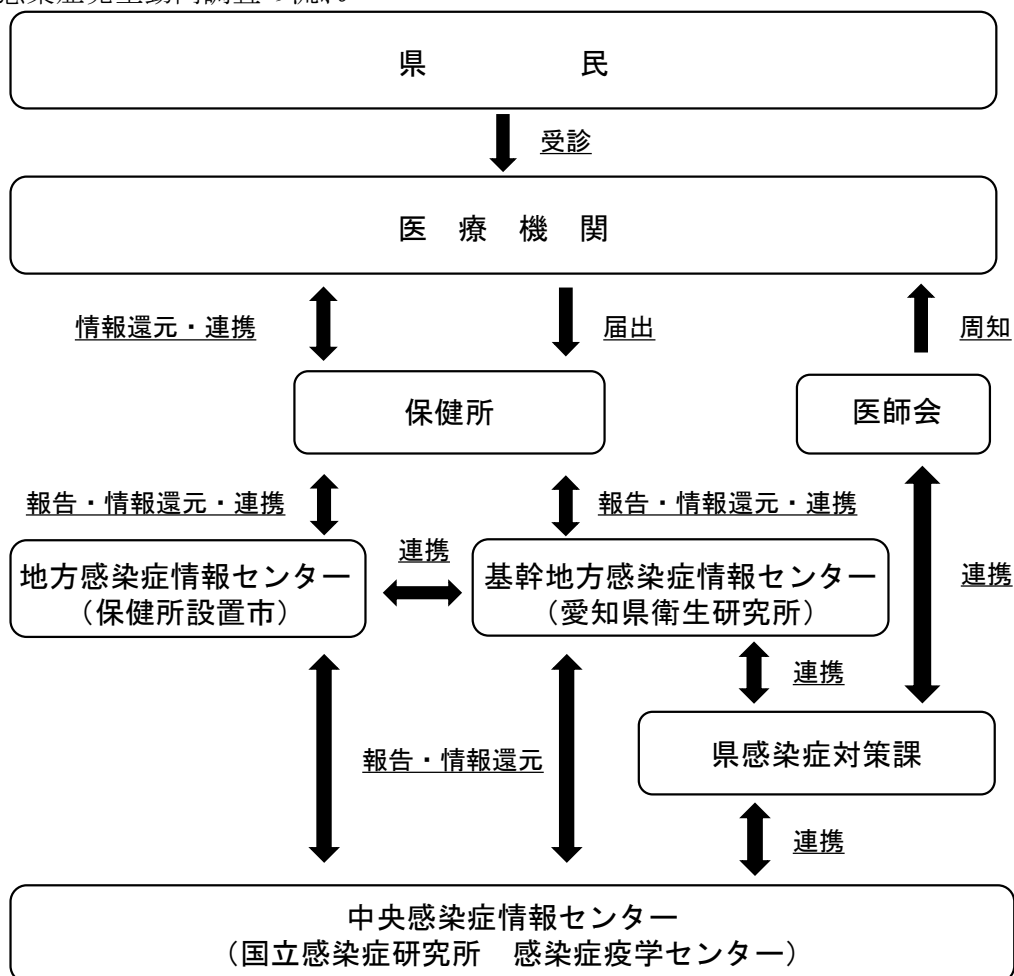 感染症発生動向調査の流れ
県　　　　民
受診
医　療　機　関
情報還元・連携
届出
周知
保健所
医師会
報告・情報還元・連携
報告・情報還元・連携
地方感染症情報センター
（保健所設置市）
連携
基幹地方感染症情報センター
（愛知県衛生研究所）
連携
連携
報告・情報還元
県感染症対策課
連携
中央感染症情報センター
（国立感染症研究所　感染症疫学センター）